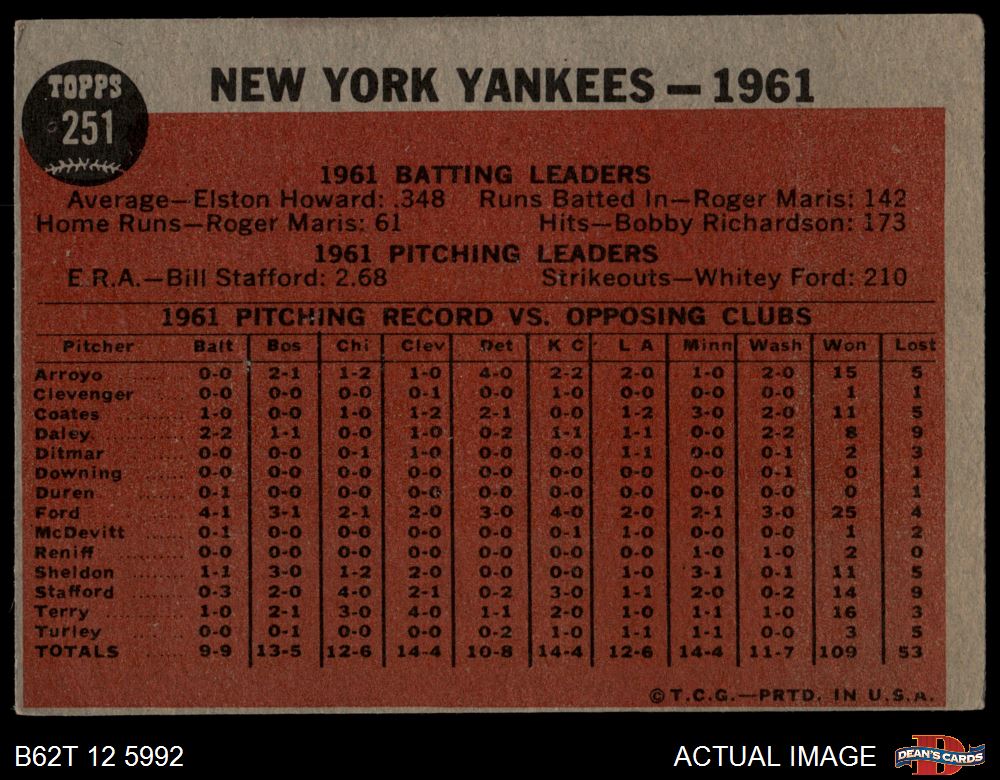 TOPPS
251
NEW YORK YANKEES — 1961
1961 BATTING LEADERS
Average—Elston Howard: .348 Runs Batted In—Roger Maris: 142
Home Runs—Roger Maris: 61 Hits—Bobby Richardson: 173
1961 PITCHING LEADERS
E.R.A.—Bill Stafford: 2.68 Strikeouts—Whitey Ford: 210
1961 PITCHING RECORD VS. OPPOSING CLUBS
Pitcher Balt Bos Chi Clev Det K C L A Minn Wash Won Lost
Arroyo 0-0 2-1 1-2 1-0 4-0 2-2 2-0 1-0 2-0 15 5
Clevenger 0-0 0-0 0-0 0-1 0-0 1-0 0-0 0-0 0-0 1 1
Coates 1-0 0-0 1-0 1-2 2-1 0-0 1-2 3-0 2-0 11 5
Daley 2-2 1-1 0-0 1-0 0-2 1-1 1-1 0-0 2-2 8 9
Ditmar 0-0 0-0 0-1 1-0 0-0 0-0 1-1 0-0 0-1 2 3
Downing 0-0 0-0 0-0 0-0 0-0 0-0 0-0 0-0 0-1 0 1
Duren 0-1 0-0 0-0 0-0 0-0 0-0 0-0 0-0 0-0 0 1
Ford 4-1 3-1 2-1 2-0 3-0 4-0 2-0 2-1 3-0 25 4
McDevitt 0-1 0-0 0-0 0-0 0-0 0-1 1-0 0-0 0-0 1 2
Reniff 0-0 0-0 0-0 0-0 0-0 0-0 0-0 1-0 1-0 2 0
Sheldon 1-1 3-0 1-2 2-0 0-0 0-0 1-0 3-1 0-1 11 5
Stafford 0-3 2-0 4-0 2-1 0-2 3-0 1-1 2-0 0-2 14 9
Terry 1-0 2-1 3-0 4-0 1-1 2-0 1-0 1-1 1-0 16 3
Turley 0-0 0-1 0-0 0-0 0-2 1-0 1-1 1-1 0-0 3 5
TOTALS 9-9 13-5 12-6 14-4 10-8 14-4 12-6 14-4 11-7 109 53
© T.C.G.—PRTD. IN U.S.A.
B62T 12 5992 ACTUAL IMAGE
D
DEAN'S CARDS